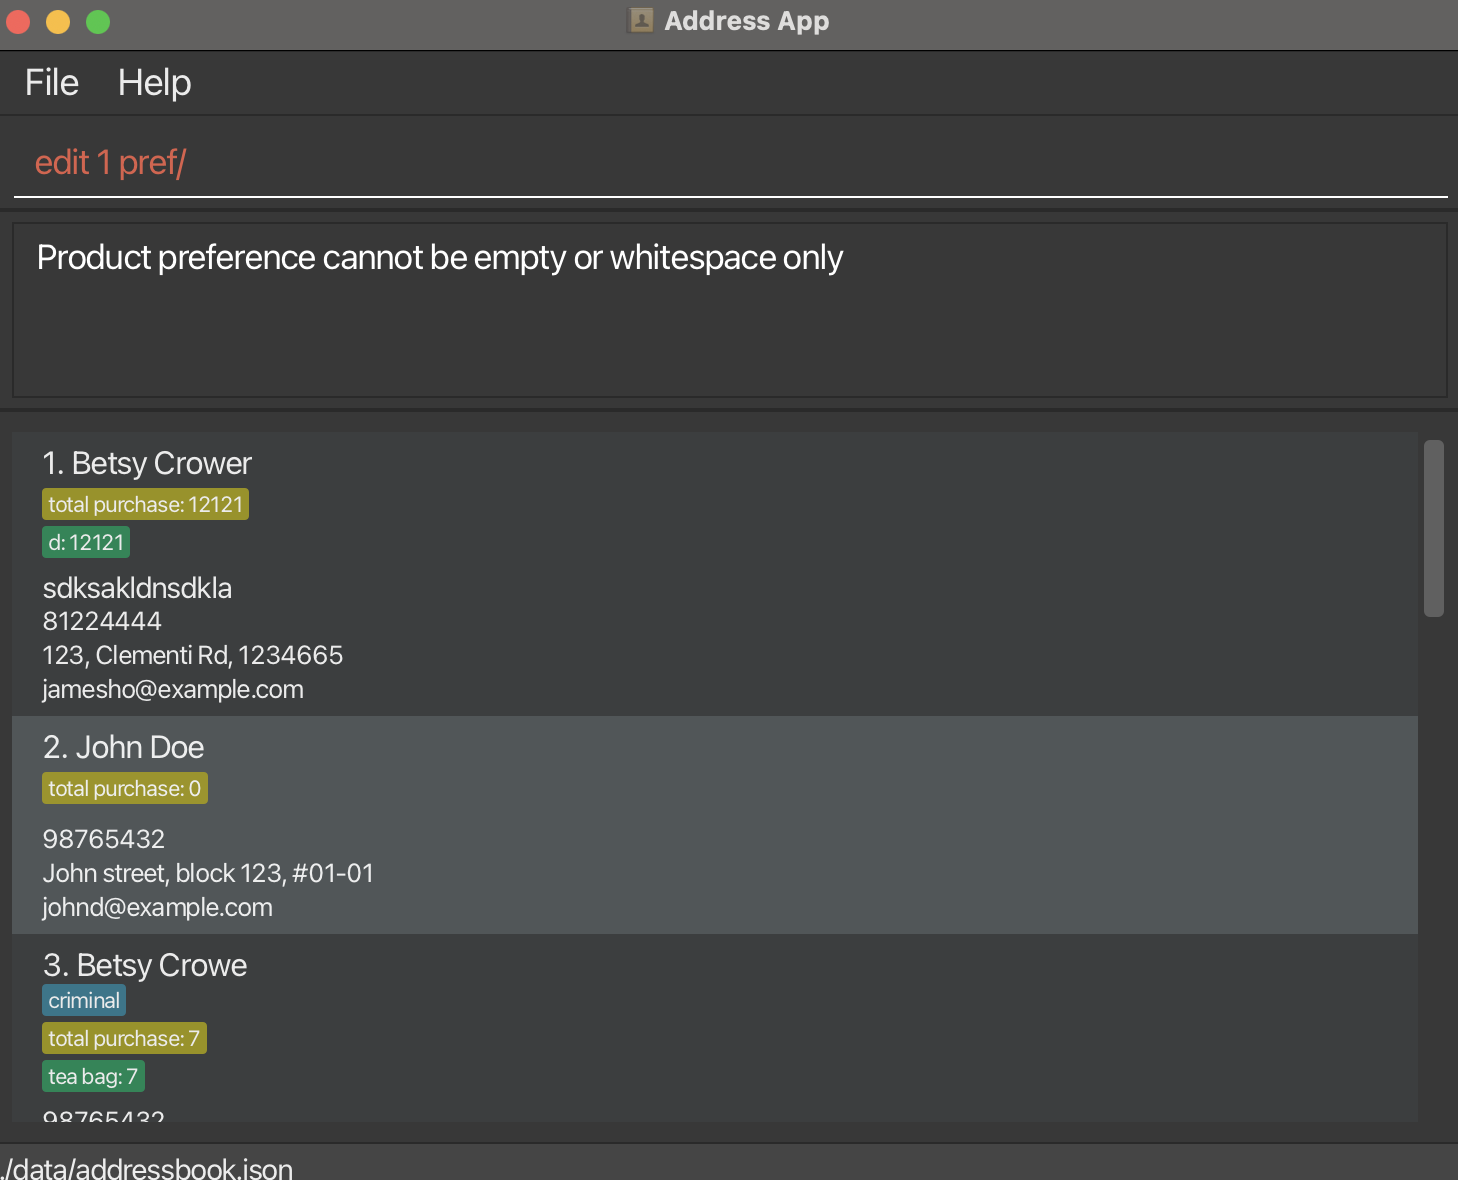 Address App
File Help
edit 1 pref/
Product preference cannot be empty or whitespace only
1. Betsy Crower
total purchase: 12121
d: 12121
sdksakldnsdkla
81224444
123, Clementi Rd, 1234665
jamesho@example.com
2. John Doe
total purchase: 0
98765432
John street, block 123, #01-01
johnd@example.com
3. Betsy Crowe
criminal
total purchase: 7
tea bag: 7
98765432
./data/addressbook.json